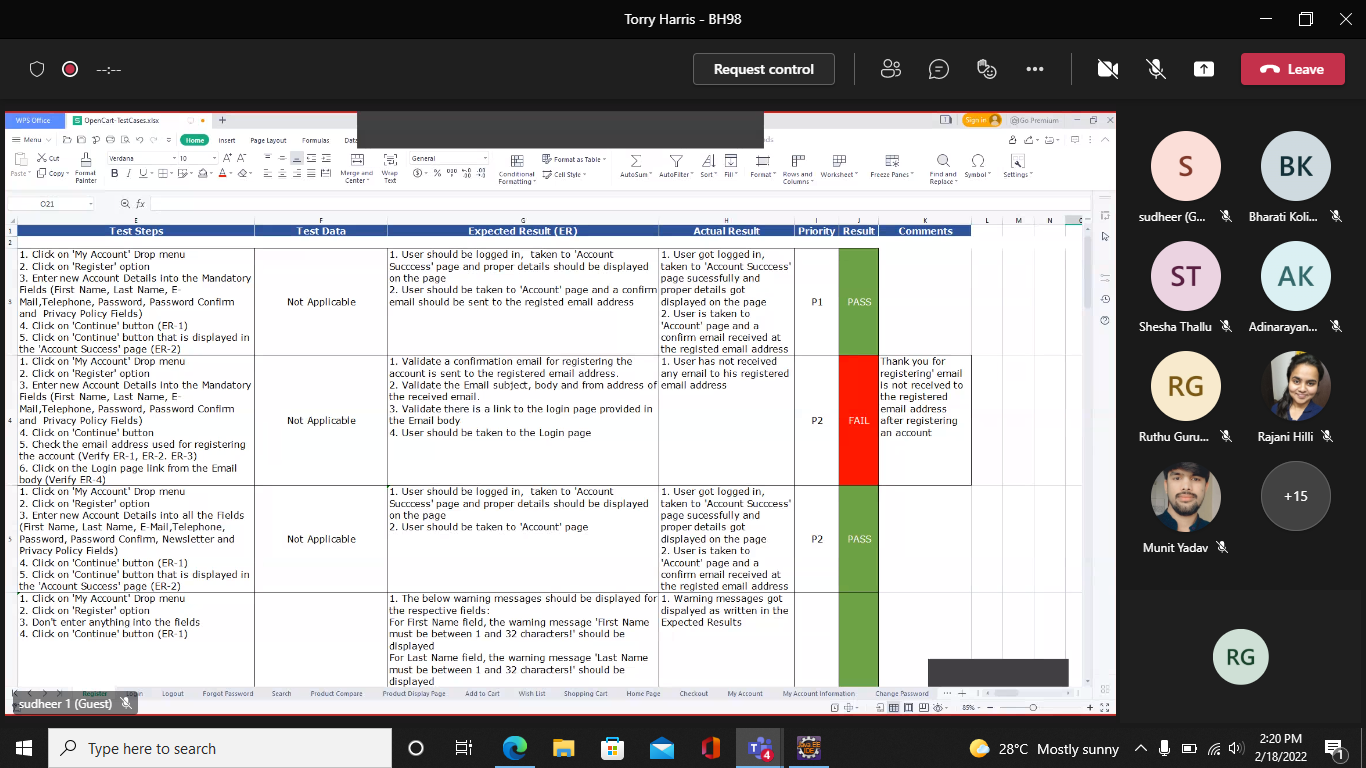 Torry Harris - BH98
--:--
Request control
Leave
WPS Office
OpenCart-TestCases.xlsx
Sign in
Go Premium
Menu
Home
Insert
Page Layout
Formulas
Dat
Paste
Cut
Copy
Format
Painter
Verdana
10
Merge and
Center
Wrap
Text
General
Conditional
Formatting
Format as Table
Cell Style
AutoSum
AutoFilter
Sort
Fill
Format
Rows and
Columns
Worksheet
Freeze Panes
Find and
Replace
Symbol
Settings
O21
fx
E F G H I J K L M N
1 Test Steps Test Data Expected Result (ER) Actual Result Priority Result Comments
2
3
1. Click on 'My Account' Drop menu
2. Click on 'Register' option
3. Enter new Account Details into the Mandatory
Fields (First Name, Last Name, E-
Mail,Telephone, Password, Password Confirm
and  Privacy Policy Fields)
4. Click on 'Continue' button (ER-1)
5. Click on 'Continue' button that is displayed in
the 'Account Success' page (ER-2)
Not Applicable
1. User should be logged in,  taken to 'Account
Succcess' page and proper details should be displayed
on the page
2. User should be taken to 'Account' page and a confirm
email should be sent to the registed email address
1. User got logged in,
taken to 'Account Succcess'
page sucessfully and
proper details got
displayed on the page
2. User is taken to
'Account' page and a
confirm email received at
the registed email address
P1
PASS
4
1. Click on 'My Account' Drop menu
2. Click on 'Register' option
3. Enter new Account Details into the Mandatory
Fields (First Name, Last Name, E-
Mail,Telephone, Password, Password Confirm
and  Privacy Policy Fields)
4. Click on 'Continue' button
5. Check the email address used for registering
the account (Verify ER-1, ER-2. ER-3)
6. Click on the Login page link from the Email
body (Verify ER-4)
Not Applicable
1. Validate a confirmation email for registering the
account is sent to the registered email address.
2. Validate the Email subject, body and from address of
the received email.
3. Validate there is a link to the login page provided in
the Email body
4. User should be taken to the Login page
1. User has not received
any email to his registered
email address
P2
FAIL
Thank you for
registering' email
is not received to
the registered
email address
after registering
an account
5
1. Click on 'My Account' Drop menu
2. Click on 'Register' option
3. Enter new Account Details into all the Fields
(First Name, Last Name, E-Mail,Telephone,
Password, Password Confirm, Newsletter and
Privacy Policy Fields)
4. Click on 'Continue' button (ER-1)
5. Click on 'Continue' button that is displayed in
the 'Account Success' page (ER-2)
Not Applicable
1. User should be logged in,  taken to 'Account
Succcess' page and proper details should be displayed
on the page
2. User should be taken to 'Account' page
1. User got logged in,
taken to 'Account Succcess'
page sucessfully and
proper details got
displayed on the page
2. User is taken to
'Account' page and a
confirm email received at
the registed email address
P2
PASS
1. Click on 'My Account' Drop menu
2. Click on 'Register' option
3. Don't enter anything into the fields
4. Click on 'Continue' button (ER-1)
1. The below warning messages should be displayed for
the respective fields:
For First Name field, the warning message 'First Name
must be between 1 and 32 characters!' should be
displayed
For Last Name field, the warning message 'Last Name
must be between 1 and 32 characters!' should be
displayed
1. Warning messages got
dispalyed as written in the
Expected Results
Register
Logout
Forgot Password
Search
Product Compare
Product Display Page
Add to Cart
Wish List
Shopping Cart
Home Page
Checkout
My Account
My Account Information
Change Password
85%
sudheer 1 (Guest)
S
sudheer (G...
BK
Bharati Koli...
ST
Shesha Thallu
AK
Adinarayan...
RG
Ruthu Guru...
Rajani Hilli
Munit Yadav
+15
RG
Type here to search
4
28°C Mostly sunny
2:20 PM
2/18/2022
1